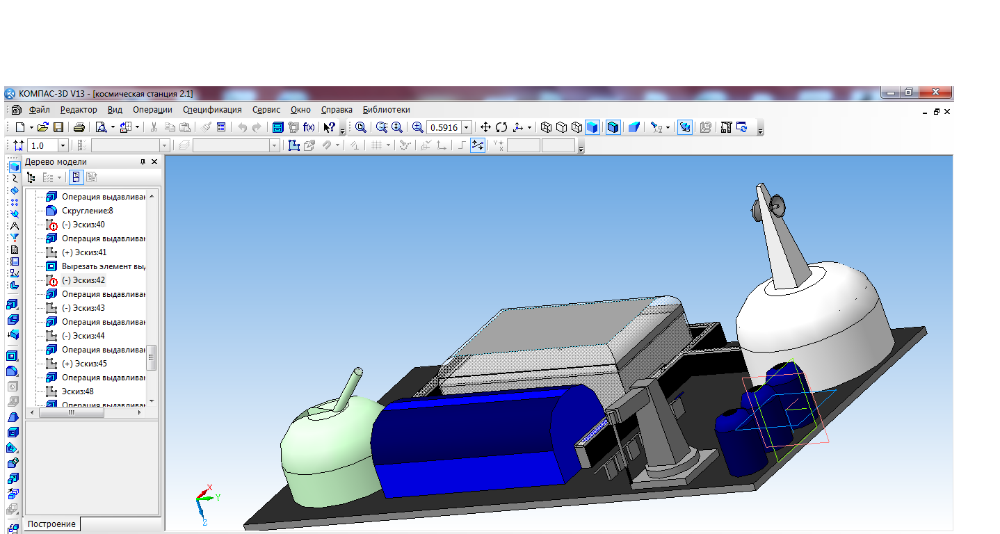 КОМПАС-3D V13 - [космическая станция 2.1]
Файл Редактор Вид Операции Спецификация Сервис Окно Справка Библиотеки
f(x) 0.5916
1.0
Дерево модели
Операция выдавливан
Скругление:8
(-) Эскиз:40
Операция выдавливан
(+) Эскиз:41
Вырезать элемент выд
(-) Эскиз:42
Операция выдавливан
(-) Эскиз:43
Операция выдавливан
(-) Эскиз:44
Операция выдавливан
(+) Эскиз:45
Операция выдавливан
Эскиз:48
Операция выдавливан
Построение
X
Y
Z